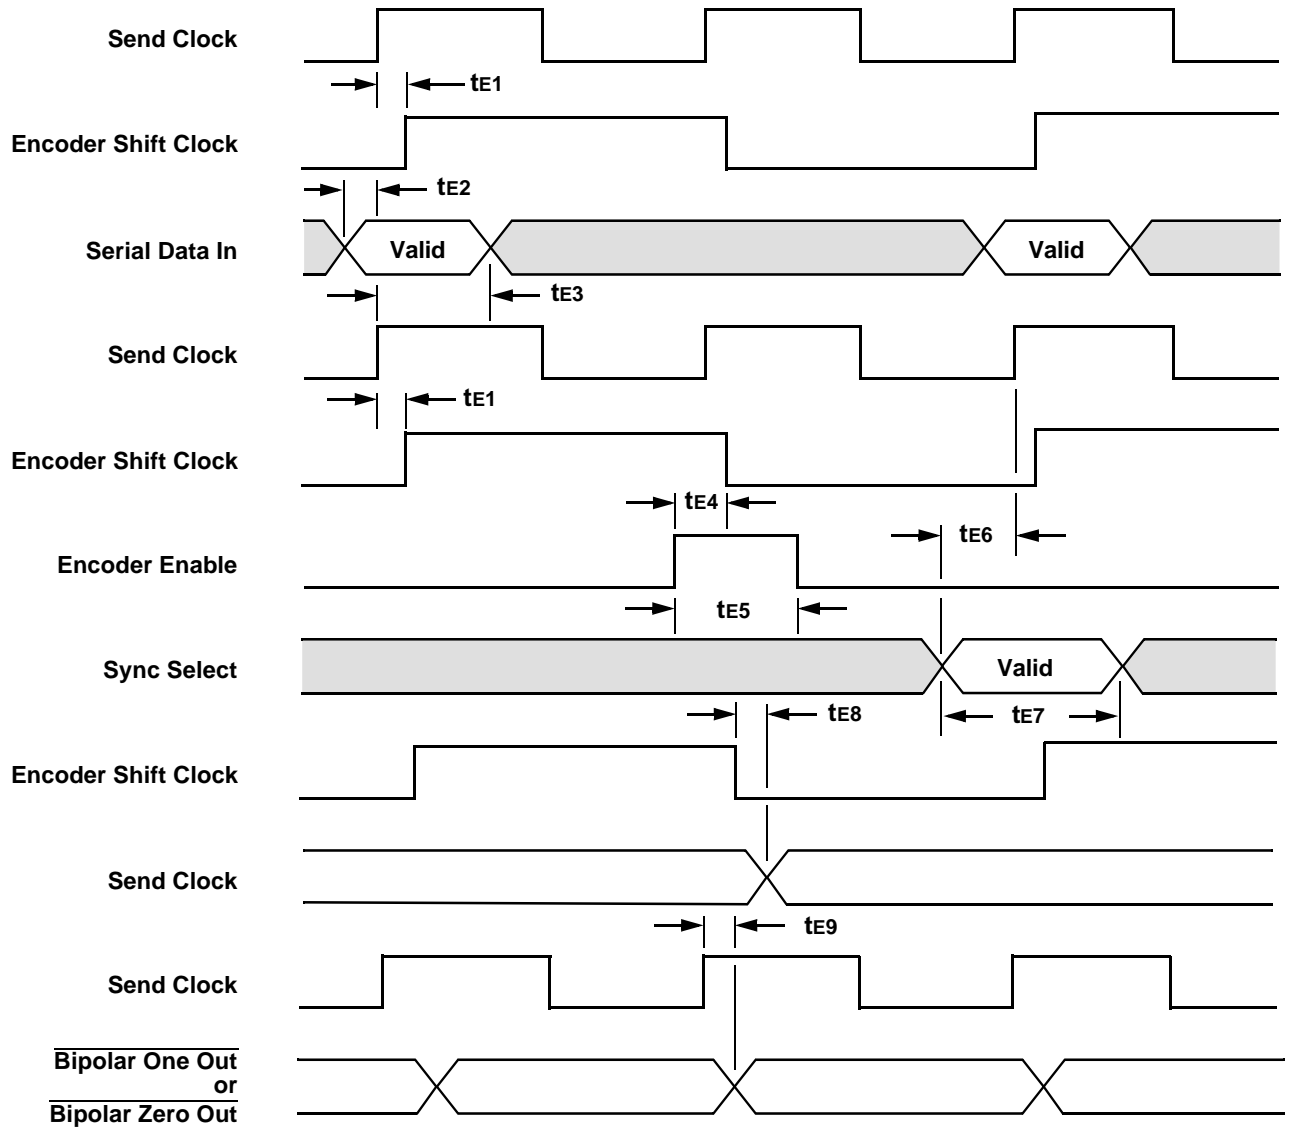 Send Clock
tE1
Encoder Shift Clock
tE2
Serial Data In
Valid
Valid
tE3
Send Clock
tE1
Encoder Shift Clock
tE4
tE6
Encoder Enable
tE5
Sync Select
Valid
tE8
tE7
Encoder Shift Clock
Send Clock
tE9
Send Clock
Bipolar One Out
or
Bipolar Zero Out